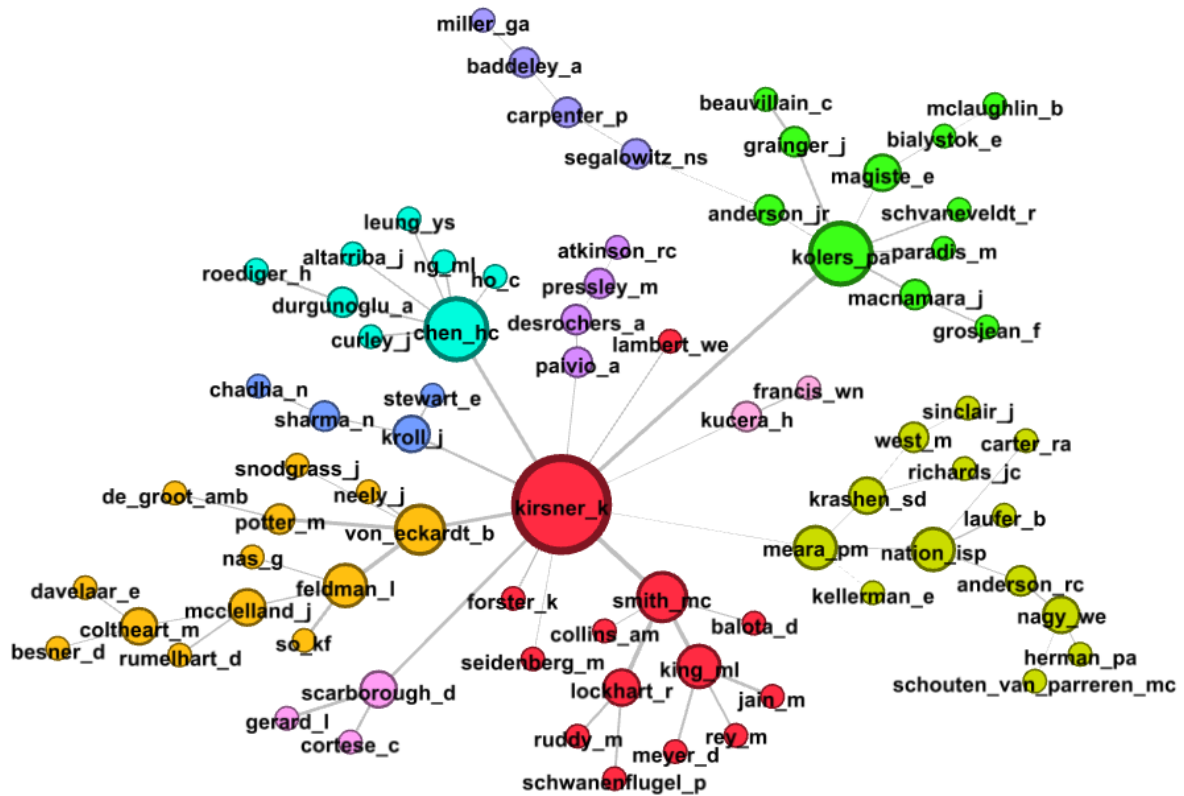 miller_ga
baddeley_a
beauvillain_c
mclaughlin_b
carpenter_p
grainger_j
bialystok_e
segalowitz_ns
magiste_e
leung_ys
anderson_jr
schvaneveldt_r
altarriba_j
ng_ml
atkinson_rc
kolers_pa
paradis_m
roediger_h
ho_c
pressley_m
durgunoglu_a
macnamara_j
curley_j
chen_hc
desrochers_a
grosjean_f
lambert_we
paivio_a
chadha_n
stewart_e
francis_wn
sharma_n
kucera_h
sinclair_j
kroll_j
west_m
carter_ra
snodgrass_j
richards_jc
de_groot_amb
neely_j
krashen_sd
kirsner_k
potter_m
laufer_b
von_eckardt_b
meara_pm
nation_isp
nas_g
davelaar_e
feldman_l
anderson_rc
forster_k
smith_mc
kellerman_e
mcclelland_j
nagy_we
coltheart_m
collins_am
balota_d
besner_d
rumelhart_d
so_kf
seidenberg_m
king_ml
herman_pa
scarborough_d
lockhart_r
schouten_van_parreren_mc
jain_m
gerard_l
cortese_c
ruddy_m
rey_m
meyer_d
schwanenflugel_p